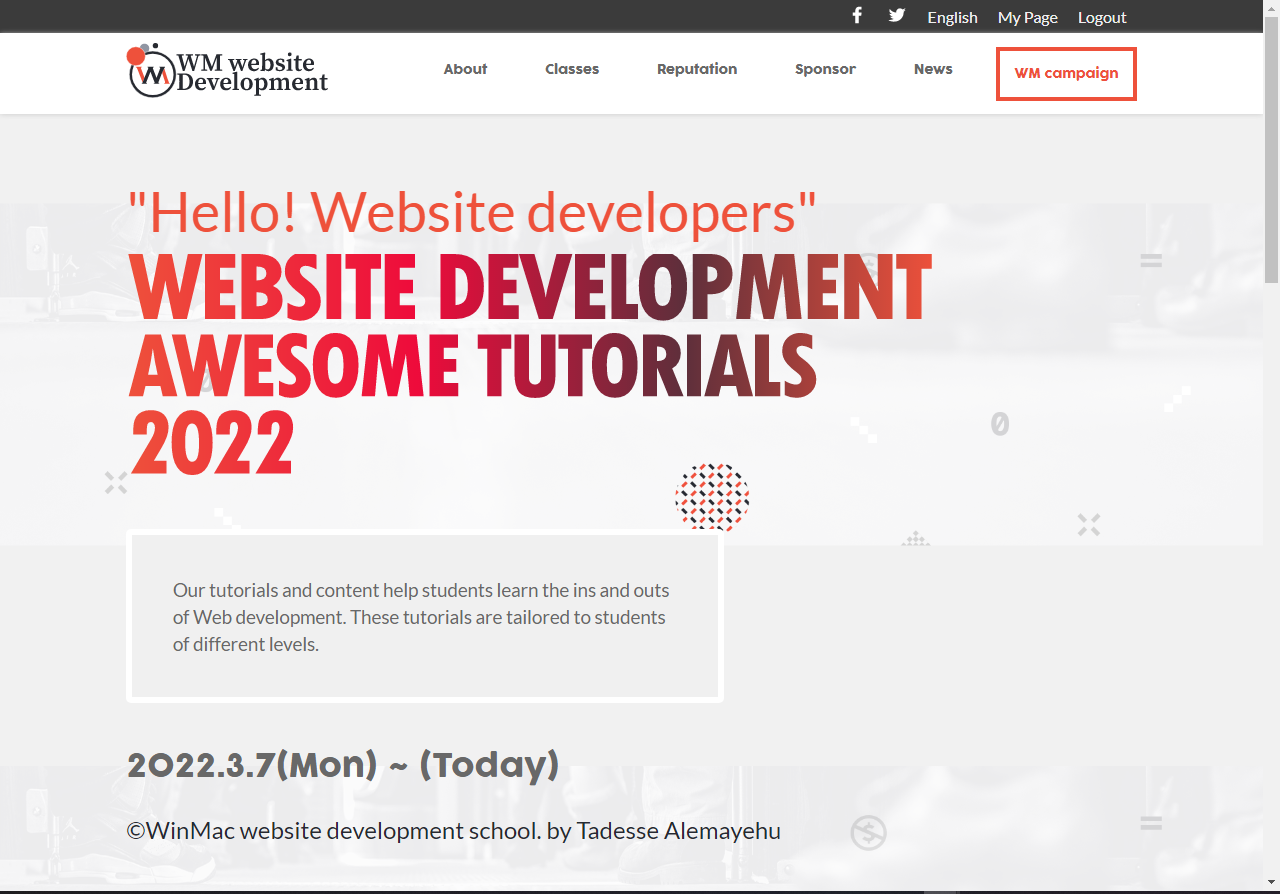 English My Page Logout
WM website
Development
About Classes Reputation Sponsor News WM campaign
"Hello! Website developers"
WEBSITE DEVELOPMENT
AWESOME TUTORIALS
2022
Our tutorials and content help students learn the ins and outs
of Web development. These tutorials are tailored to students
of different levels.
2022.3.7(Mon) ~ (Today)
©WinMac website development school. by Tadesse Alemayehu